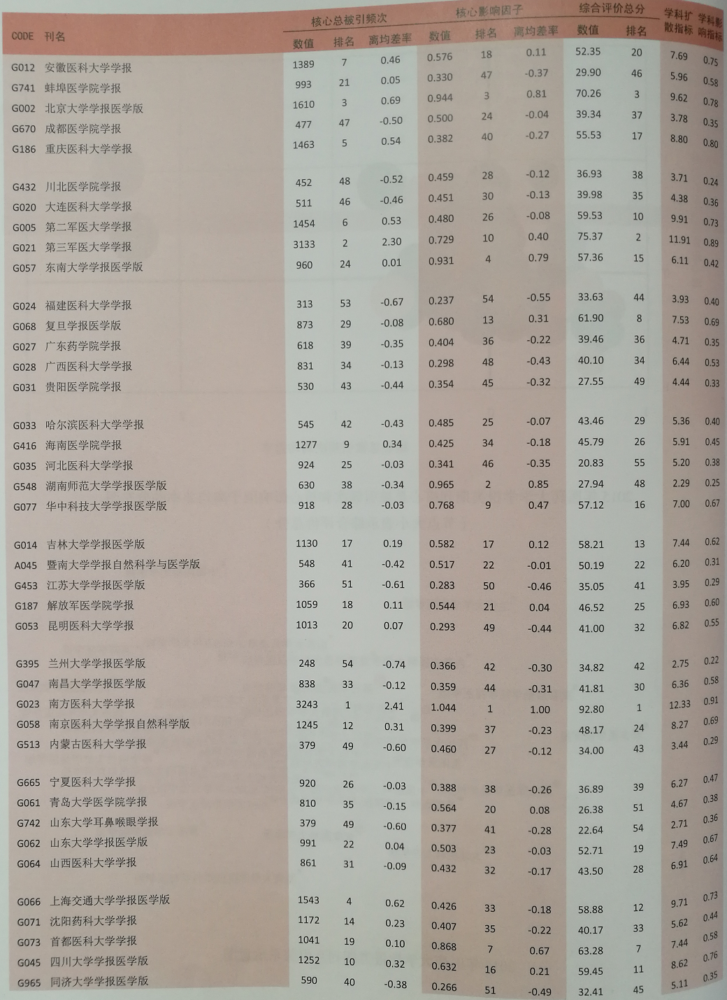 核心总被引频次 核心影响因子 综合评价总分 学科扩散指标 学科影响指标
CODE 刊名 数值 排名 离均差率 数值 排名 离均差率 数值 排名
G012 安徽医科大学学报 1389 7 0.46 0.576 18 0.11 52.35 20 7.69 0.75
G741 蚌埠医学院学报 993 21 0.05 0.330 47 -0.37 29.90 46 5.96 0.58
G002 北京大学学报医学版 1610 3 0.69 0.944 3 0.81 70.26 3 9.62 0.78
G670 成都医学院学报 477 47 -0.50 0.500 24 -0.04 39.34 37 3.78 0.35
G186 重庆医科大学学报 1463 5 0.54 0.382 40 -0.27 55.53 17 8.80 0.80
G432 川北医学院学报 452 48 -0.52 0.459 28 -0.12 36.93 38 3.71 0.24
G020 大连医科大学学报 511 46 -0.46 0.451 30 -0.13 39.98 35 4.38 0.36
G005 第二军医大学学报 1454 6 0.53 0.480 26 -0.08 59.53 10 9.91 0.73
G021 第三军医大学学报 3133 2 2.30 0.729 10 0.40 75.37 2 11.91 0.89
G057 东南大学学报医学版 960 24 0.01 0.931 4 0.79 57.36 15 6.11 0.42
G024 福建医科大学学报 313 53 -0.67 0.237 54 -0.55 33.63 44 3.93 0.40
G068 复旦学报医学版 873 29 -0.08 0.680 13 0.31 61.90 8 7.53 0.69
G027 广东药学院学报 618 39 -0.35 0.404 36 -0.22 39.46 36 4.71 0.35
G028 广西医科大学学报 831 34 -0.13 0.298 48 -0.43 40.10 34 6.44 0.53
G031 贵阳医学院学报 530 43 -0.44 0.354 45 -0.32 27.55 49 4.44 0.33
G033 哈尔滨医科大学学报 545 42 -0.43 0.485 25 -0.07 43.46 29 5.36 0.40
G416 海南医学院学报 1277 9 0.34 0.425 34 -0.18 45.79 26 5.91 0.45
G035 河北医科大学学报 924 25 -0.03 0.341 46 -0.35 20.83 55 5.20 0.38
G548 湖南师范大学学报医学版 630 38 -0.34 0.965 2 0.85 27.94 48 2.29 0.25
G077 华中科技大学学报医学版 918 28 -0.03 0.768 9 0.47 57.12 16 7.00 0.67
G014 吉林大学学报医学版 1130 17 0.19 0.582 17 0.12 58.21 13 7.44 0.62
A045 暨南大学学报自然科学与医学版 548 41 -0.42 0.517 22 -0.01 50.19 22 6.20 0.31
G453 江苏大学学报医学版 366 51 -0.61 0.283 50 -0.46 35.05 41 3.95 0.29
G187 解放军医学院学报 1059 18 0.11 0.544 21 0.04 46.52 25 6.93 0.60
G053 昆明医科大学学报 1013 20 0.07 0.293 49 -0.44 41.00 32 6.82 0.55
G395 兰州大学学报医学版 248 54 -0.74 0.366 42 -0.30 34.82 42 2.75 0.22
G047 南昌大学学报医学版 838 33 -0.12 0.359 44 -0.31 41.81 30 6.36 0.58
G023 南方医科大学学报 3243 1 2.41 1.044 1 1.00 92.80 1 12.33 0.91
G058 南京医科大学学报自然科学版 1245 12 0.31 0.399 37 -0.23 48.17 24 8.27 0.69
G513 内蒙古医科大学学报 379 49 -0.60 0.460 27 -0.12 34.00 43 3.44 0.29
G665 宁夏医科大学学报 920 26 -0.03 0.388 38 -0.26 36.89 39 6.27 0.47
G061 青岛大学医学院学报 810 35 -0.15 0.564 20 0.08 26.38 51 4.67 0.38
G742 山东大学耳鼻喉眼学报 379 49 -0.60 0.377 41 -0.28 22.64 54 2.71 0.36
G062 山东大学学报医学版 991 22 0.04 0.503 23 -0.03 52.71 19 7.49 0.67
G064 山西医科大学学报 861 31 -0.09 0.432 32 -0.17 43.50 28 6.91 0.64
G066 上海交通大学学报医学版 1543 4 0.62 0.426 33 -0.18 58.88 12 9.71 0.73
G071 沈阳药科大学学报 1172 14 0.23 0.407 35 -0.22 40.17 33 5.62 0.44
G073 首都医科大学学报 1041 19 0.10 0.868 7 0.67 63.28 7 7.44 0.58
G045 四川大学学报医学版 1252 10 0.32 0.632 16 0.21 59.45 11 8.62 0.76
G965 同济大学学报医学版 590 40 -0.38 0.266 51 -0.49 32.41 45 5.11 0.35